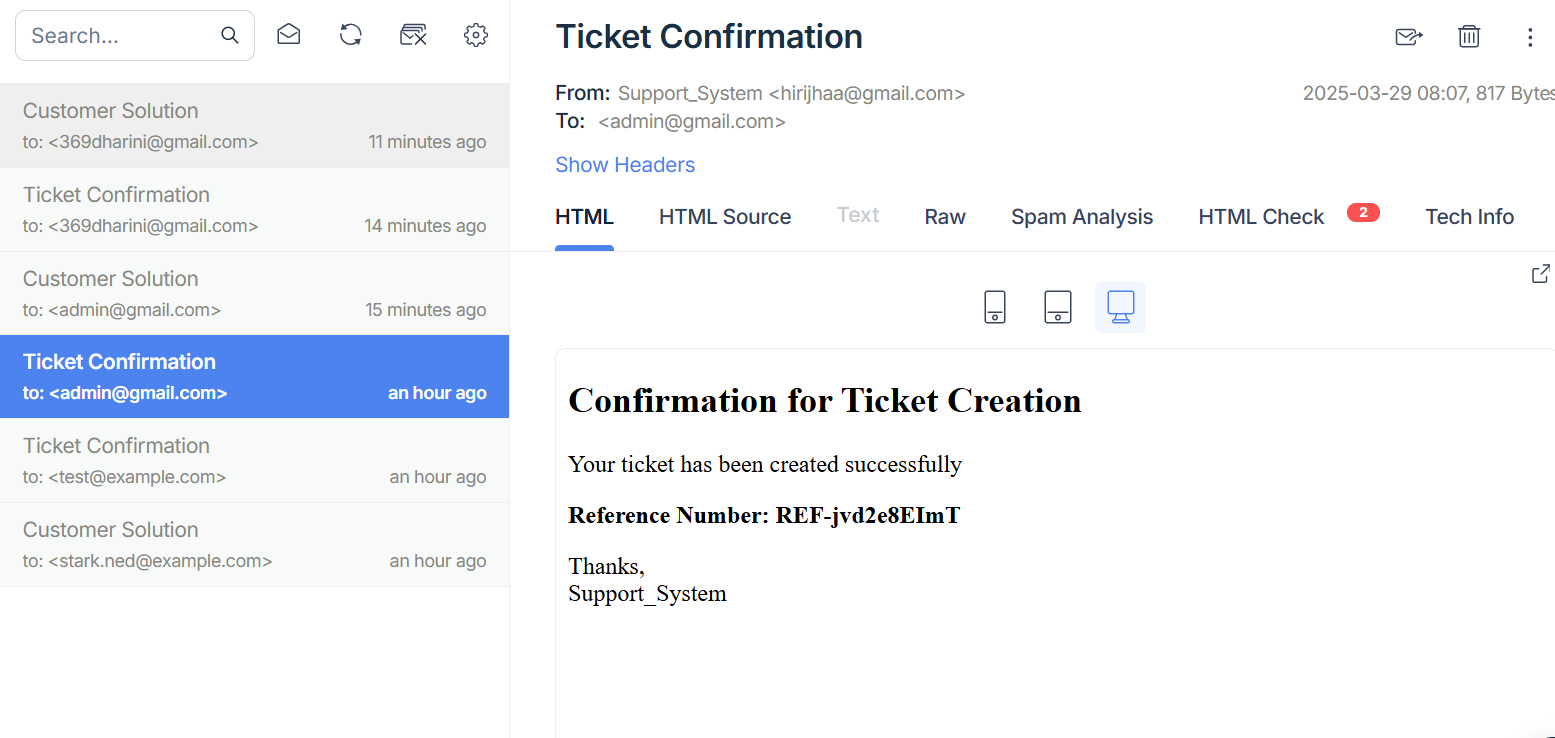 Search...
Customer Solution
to: <369dharini@gmail.com> 11 minutes ago
Ticket Confirmation
to: <369dharini@gmail.com> 14 minutes ago
Customer Solution
to: <admin@gmail.com> 15 minutes ago
Ticket Confirmation
to: <admin@gmail.com> an hour ago
Ticket Confirmation
to: <test@example.com> an hour ago
Customer Solution
to: <stark.ned@example.com> an hour ago
Ticket Confirmation
From: Support_System <hirijhaa@gmail.com> 2025-03-29 08:07, 817 Bytes
To: <admin@gmail.com>
Show Headers
HTML HTML Source Text Raw Spam Analysis HTML Check 2 Tech Info
Confirmation for Ticket Creation
Your ticket has been created successfully
Reference Number: REF-jvd2e8EImT
Thanks,
Support_System